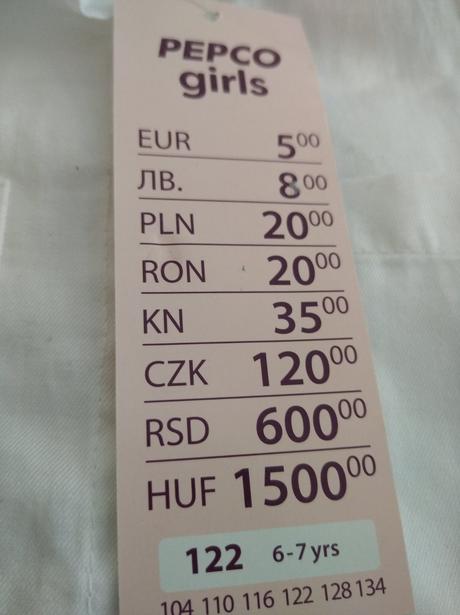 PEPCO
girls
EUR 5⁰⁰
ЛВ. 8⁰⁰
PLN 20⁰⁰
RON 20⁰⁰
KN 35⁰⁰
CZK 120⁰⁰
RSD 600⁰⁰
HUF 1500⁰⁰
122 6-7 yrs
104 110 116 122 128 134